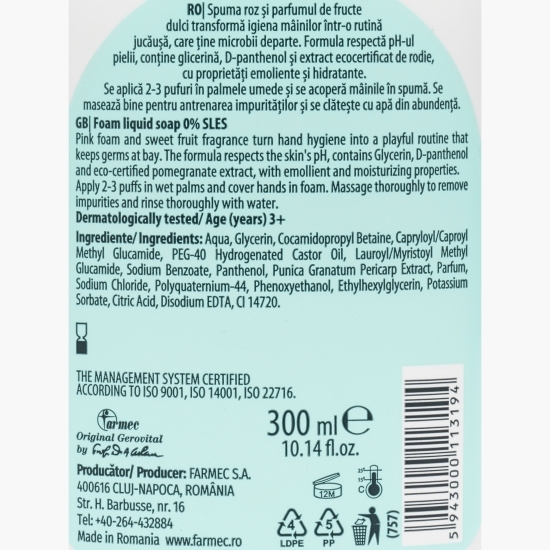 RO| Spuma roz și parfumul de fructe
dulci transformă igiena mâinilor într-o rutină
jucăușă, care ține microbii departe. Formula respectă pH-ul
pielii, conține glicerină, D-panthenol și extract ecocertificat de rodie,
cu proprietăți emoliente și hidratante.
Se aplică 2-3 pufuri în palmele umede și se acoperă mâinile în spumă. Se
masează bine pentru antrenarea impurităților și se clătește cu apă din abundență.
GB| Foam liquid soap 0% SLES
Pink foam and sweet fruit fragrance turn hand hygiene into a playful routine that
keeps germs at bay. The formula respects the skin's pH, contains Glycerin, D-panthenol
and eco-certified pomegranate extract, with emollient and moisturizing properties.
Apply 2-3 puffs in wet palms and cover hands in foam. Massage thoroughly to remove
impurities and rinse thoroughly with water.
Dermatologically tested/ Age (years) 3+
Ingrediente/ Ingredients: Aqua, Glycerin, Cocamidopropyl Betaine, Capryloyl/Caproyl
Methyl Glucamide, PEG-40 Hydrogenated Castor Oil, Lauroyl/Myristoyl Methyl
Glucamide, Sodium Benzoate, Panthenol, Punica Granatum Pericarp Extract, Parfum,
Sodium Chloride, Polyquaternium-44, Phenoxyethanol, Ethylhexylglycerin, Potassium
Sorbate, Citric Acid, Disodium EDTA, CI 14720.
THE MANAGEMENT SYSTEM CERTIFIED
ACCORDING TO ISO 9001, ISO 14001, ISO 22716.
farmec
Original Gerovital
by
300 ml e
10.14 fl.oz.
Producător/ Producer: FARMEC S.A.
400616 CLUJ-NAPOCA, ROMÂNIA
Str. H. Barbusse, nr. 16
Tel: +40-264-432884
Made in Romania www.farmec.ro
12M
25°
15°
C
4
LDPE
5
PP
(757)
5943000113194